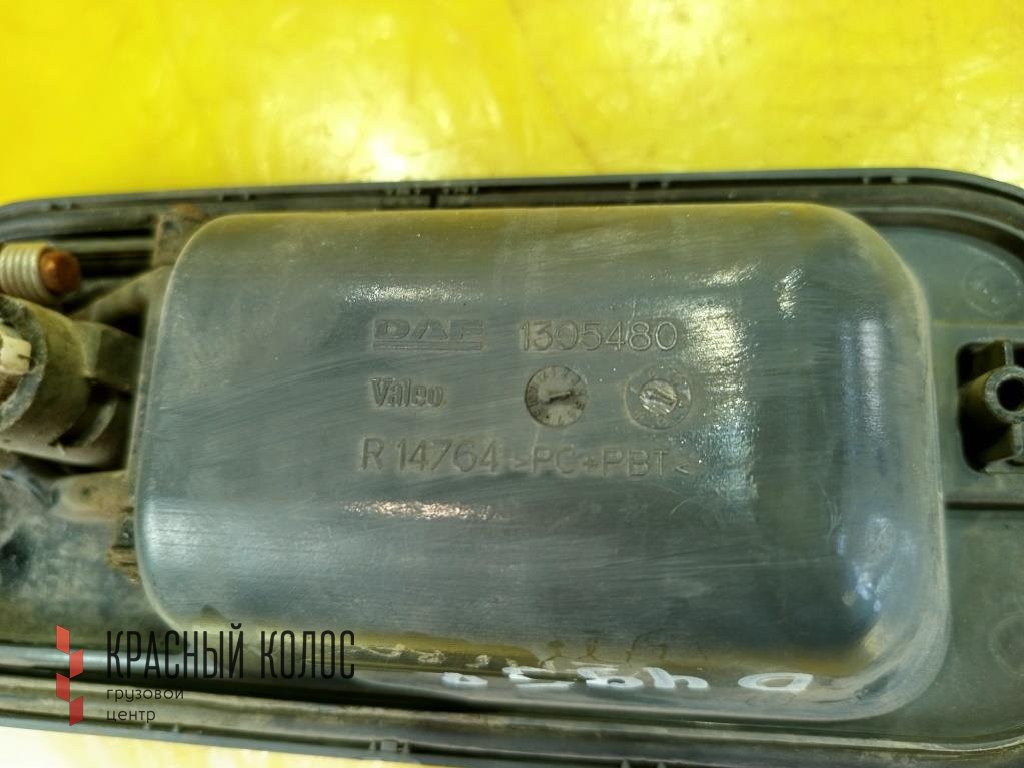 DAF 1305480
Valeo
R 14764 >PC+PBT<
КРАСНЫЙ КОЛОС
грузовой
центр